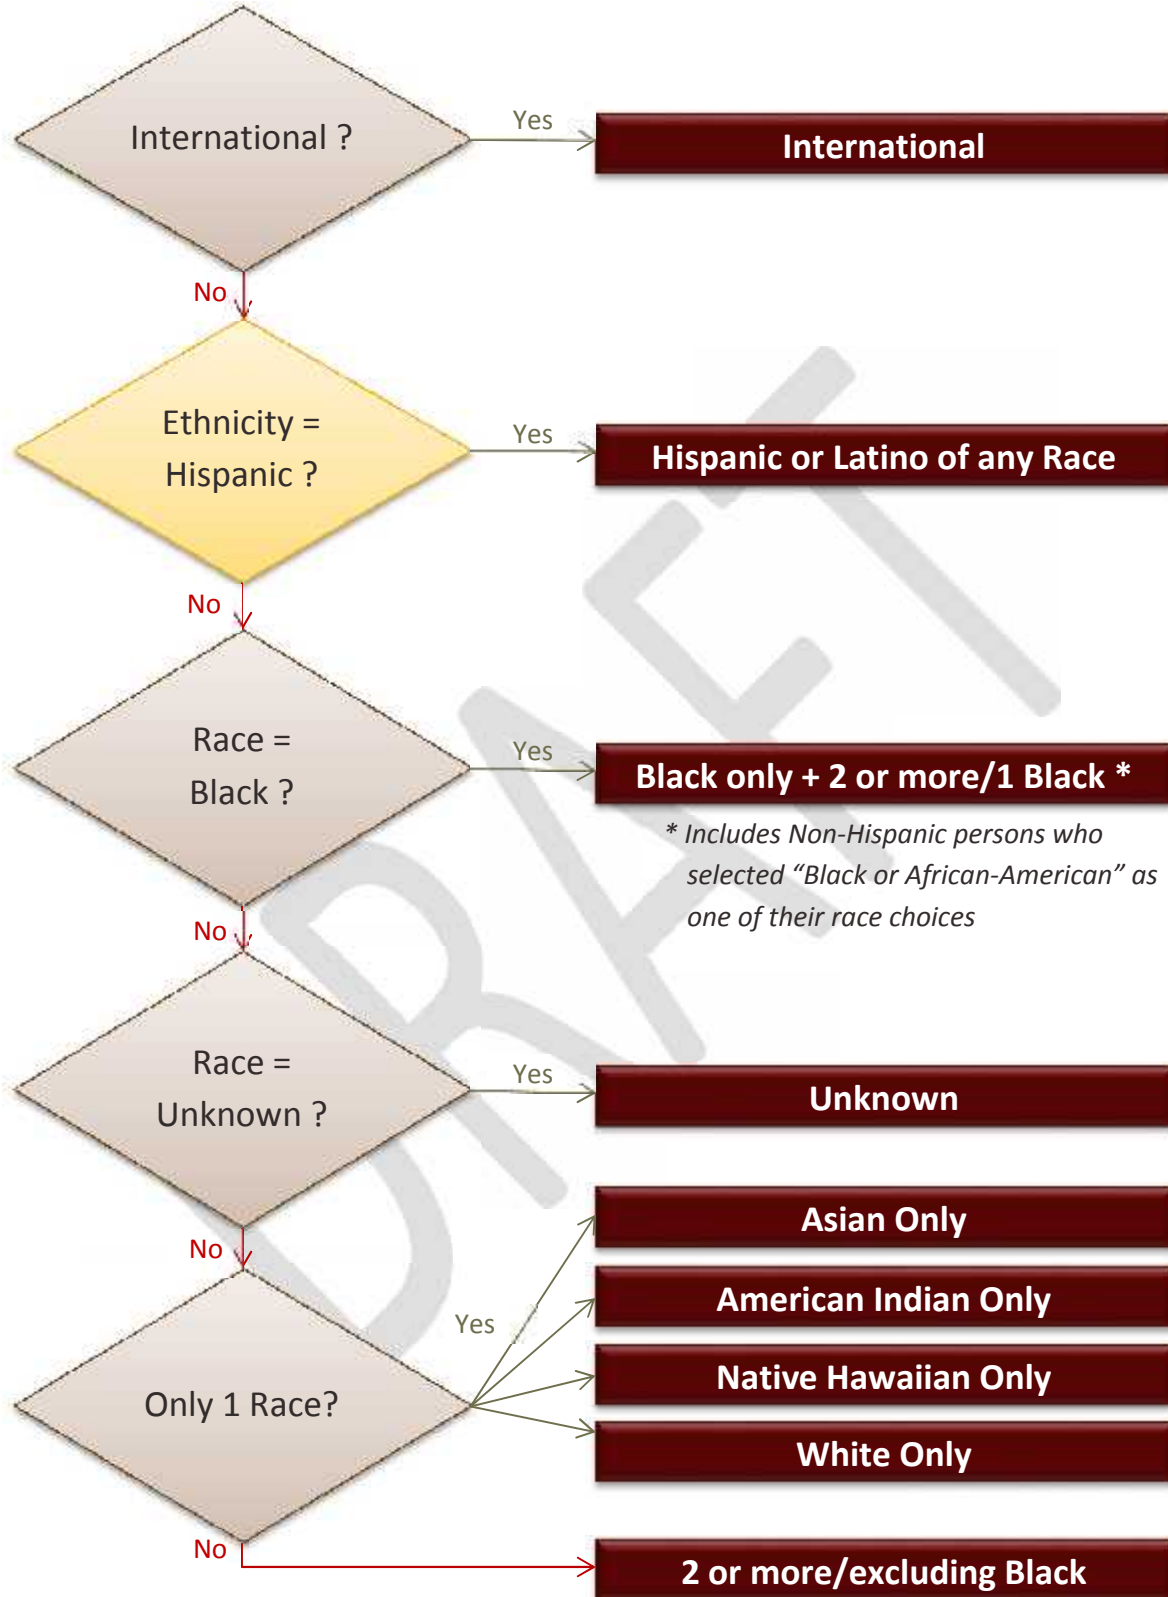 International ?
Yes
International
No
Ethnicity =
Hispanic ?
Yes
Hispanic or Latino of any Race
No
Race =
Black ?
Yes
Black only + 2 or more/1 Black *
* Includes Non-Hispanic persons who
selected “Black or African-American” as
one of their race choices
No
Race =
Unknown ?
Yes
Unknown
No
Only 1 Race?
Yes
Asian Only
American Indian Only
Native Hawaiian Only
White Only
No
2 or more/excluding Black
DRAFT